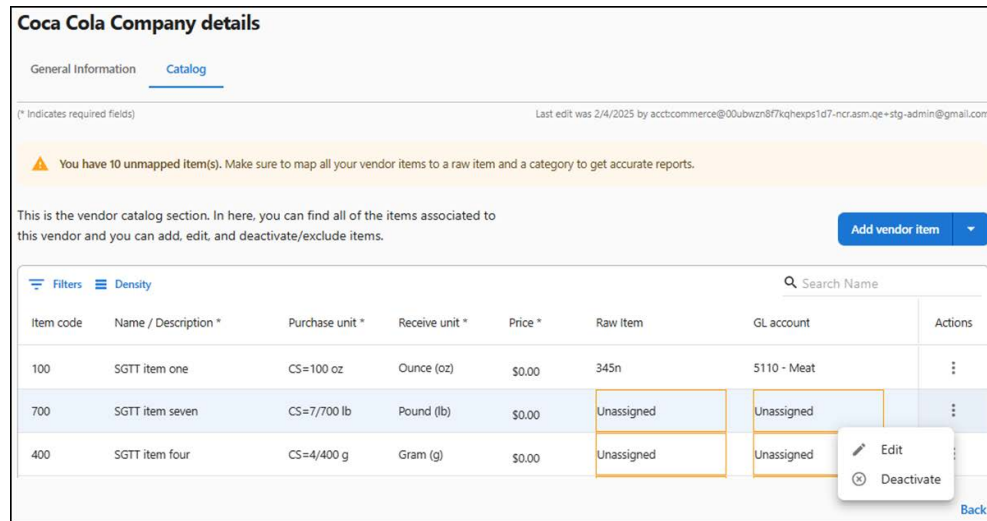 Coca Cola Company details
General Information Catalog
(* Indicates required fields) Last edit was 2/4/2025 by acct:commerce@00ubwzn8f7kqhexps1d7-ncr.asm.qe+stg-admin@gmail.com
You have 10 unmapped item(s). Make sure to map all your vendor items to a raw item and a category to get accurate reports.
This is the vendor catalog section. In here, you can find all of the items associated to
this vendor and you can add, edit, and deactivate/exclude items.
Add vendor item
Filters Density Search Name
Item code Name / Description * Purchase unit * Receive unit * Price * Raw Item GL account Actions
100 SGTT item one CS=100 oz Ounce (oz) $0.00 345n 5110 - Meat
700 SGTT item seven CS=7/700 lb Pound (lb) $0.00 Unassigned Unassigned
400 SGTT item four CS=4/400 g Gram (g) $0.00 Unassigned Unassigned
Edit
Deactivate
Back